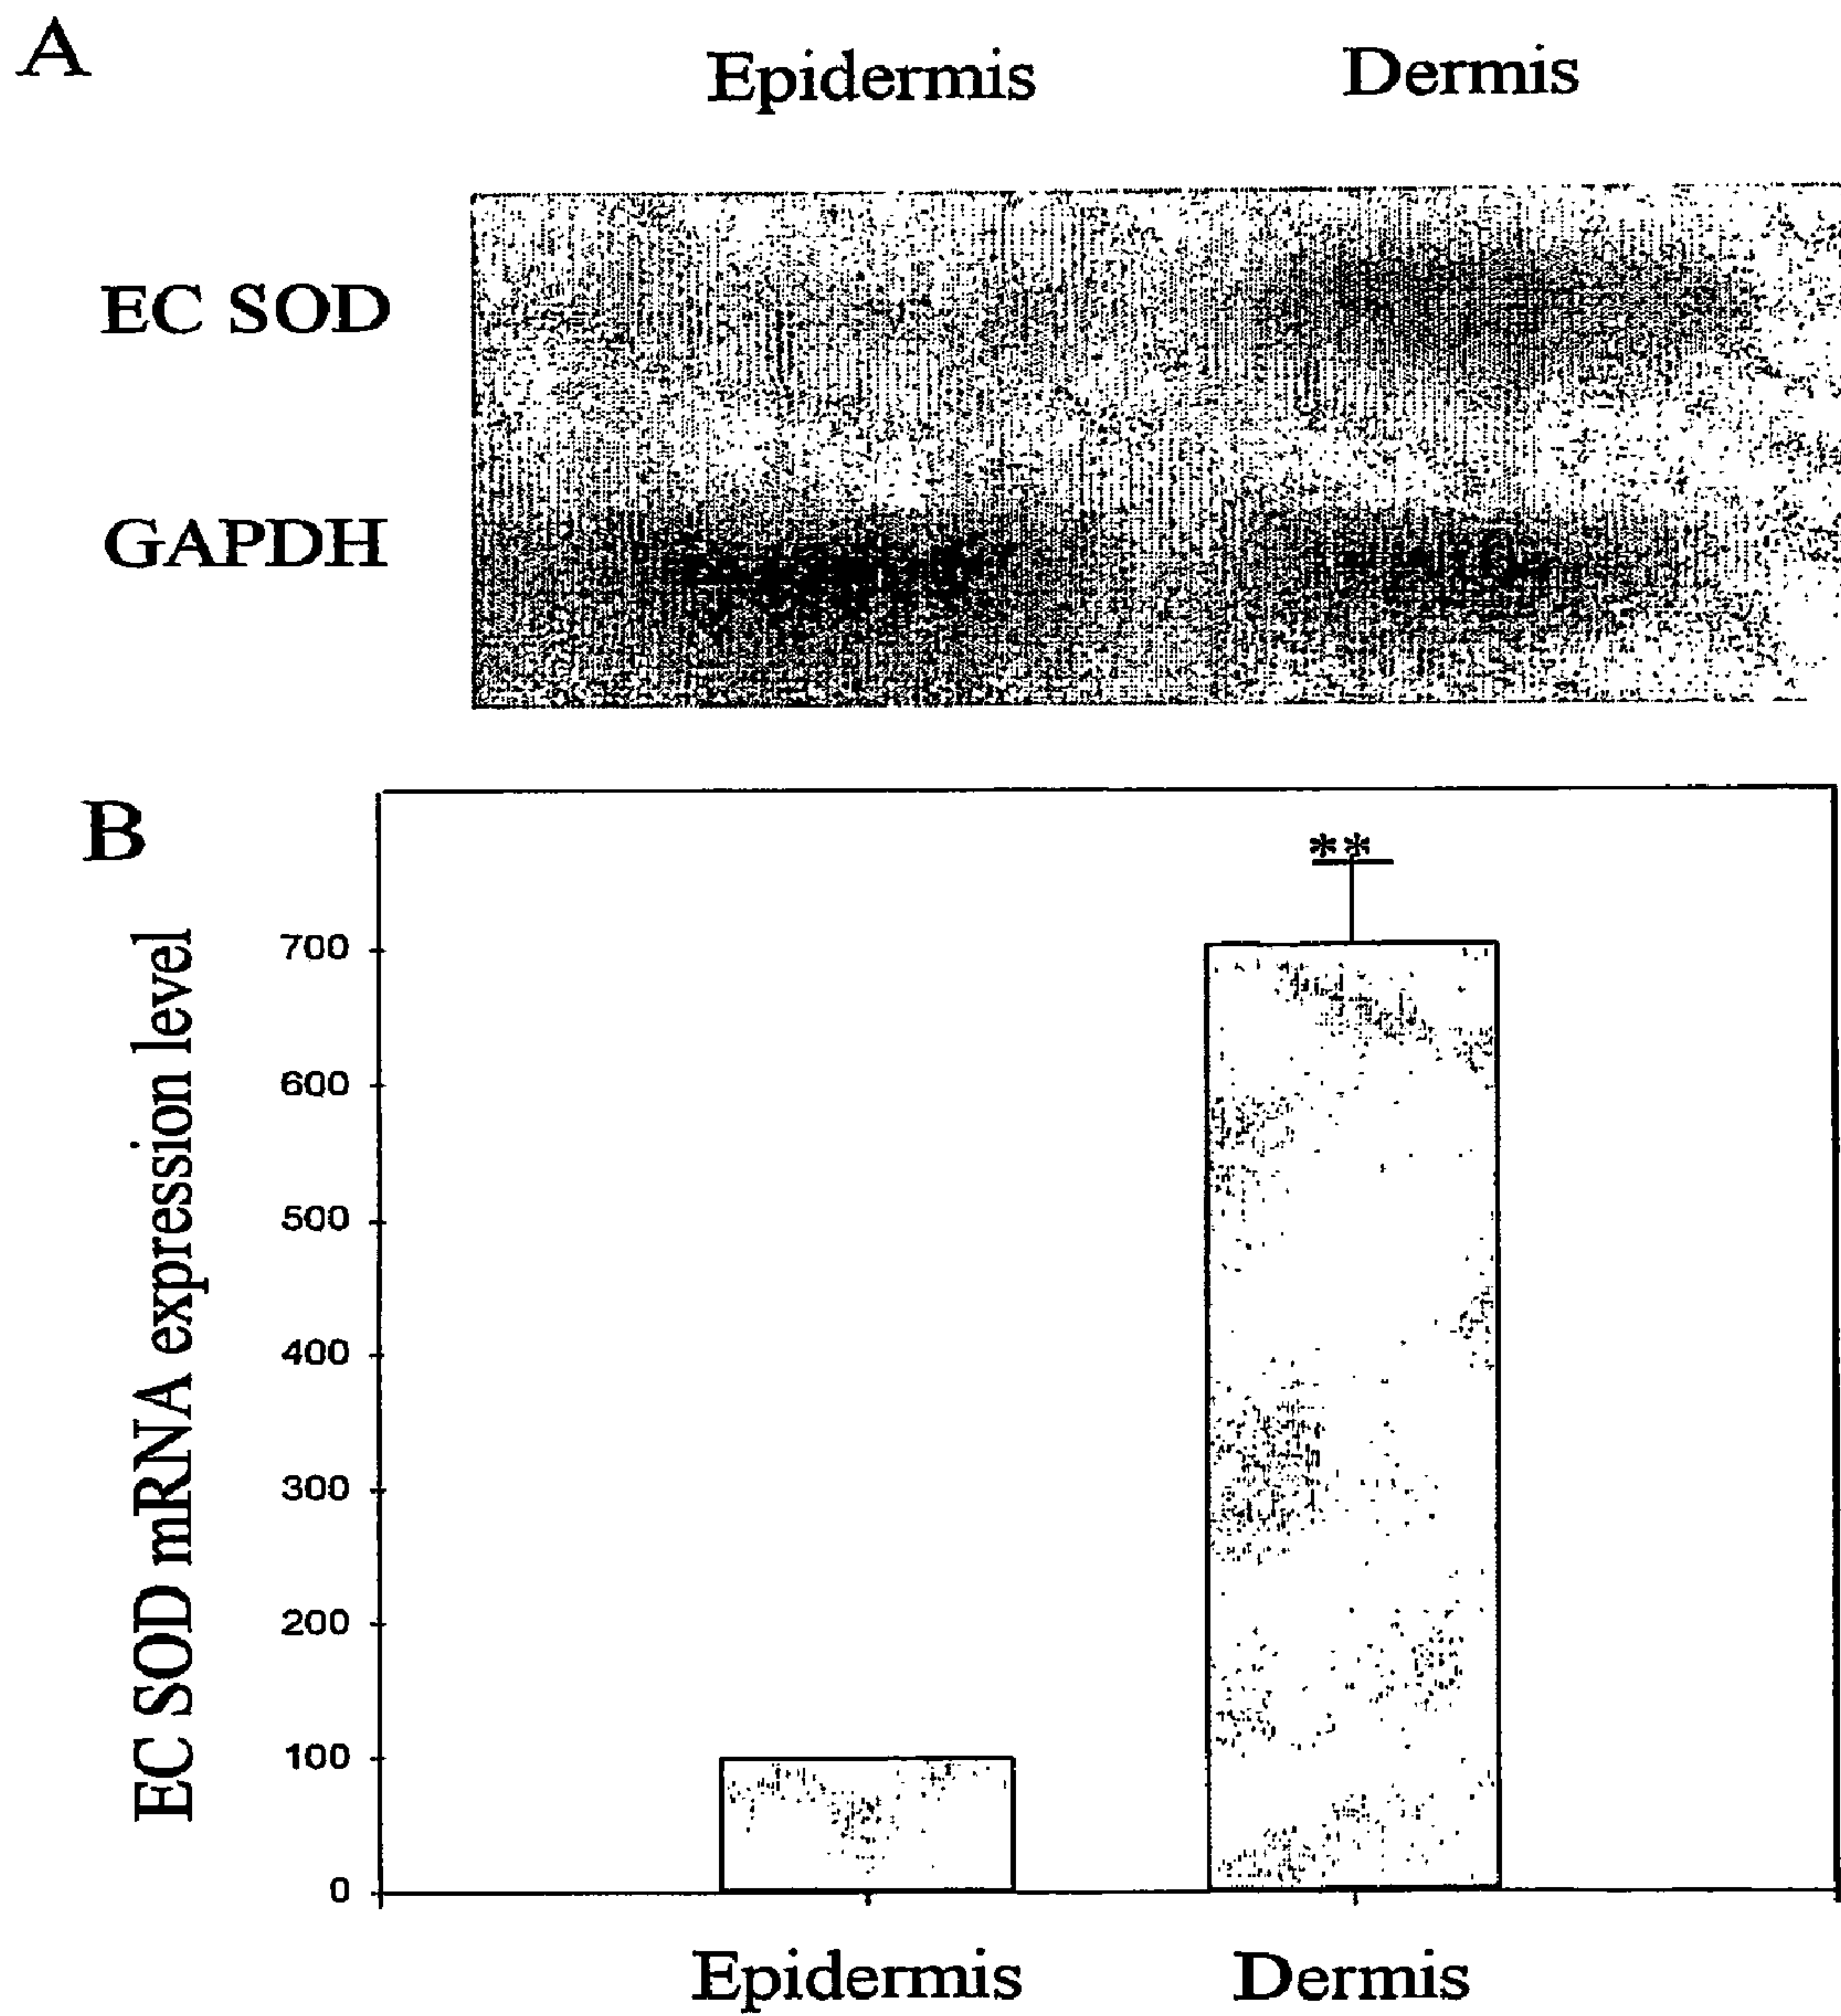 A
Epidermis Dermis
EC SOD
GAPDH
B
EC SOD mRNA expression level
700
600
500
400
300
200
100
0
**
Epidermis Dermis